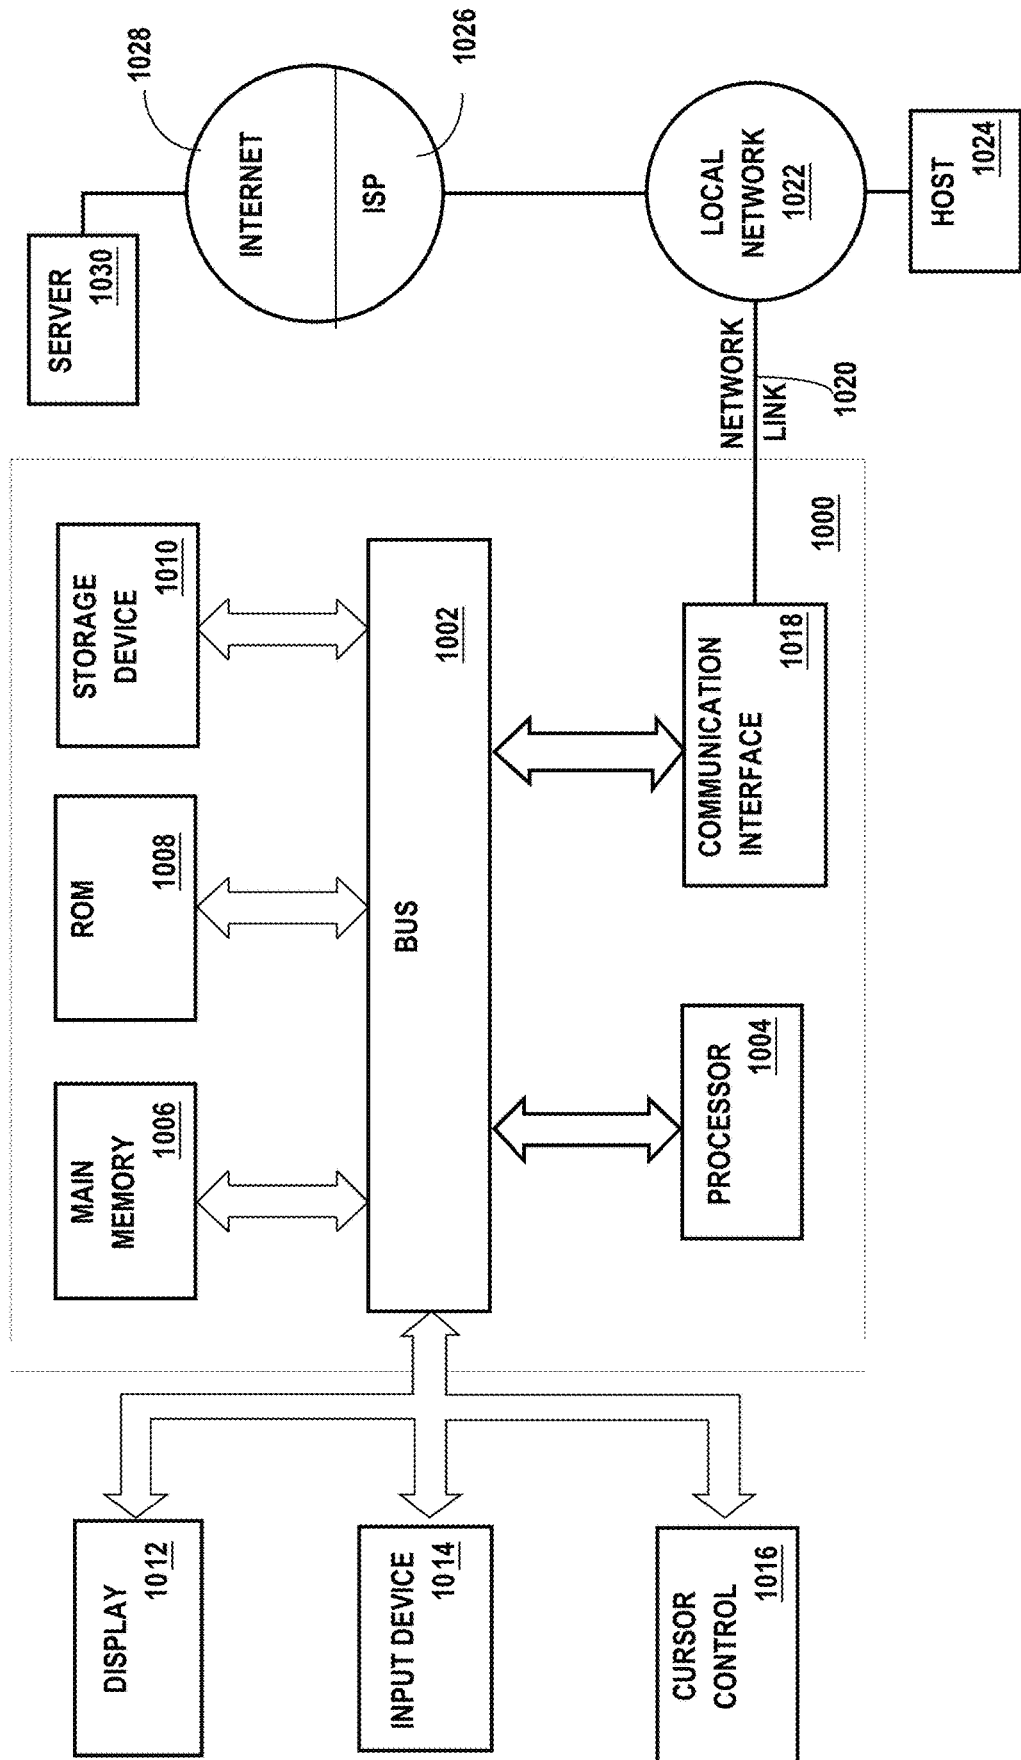 DISPLAY
1012
INPUT DEVICE
1014
CURSOR
CONTROL
1016
MAIN
MEMORY
1006
ROM
1008
STORAGE
DEVICE
1010
BUS
1002
PROCESSOR
1004
COMMUNICATION
INTERFACE
1018
1000
SERVER
1030
INTERNET
1028
ISP
1026
NETWORK
LINK
1020
LOCAL
NETWORK
1022
HOST
1024